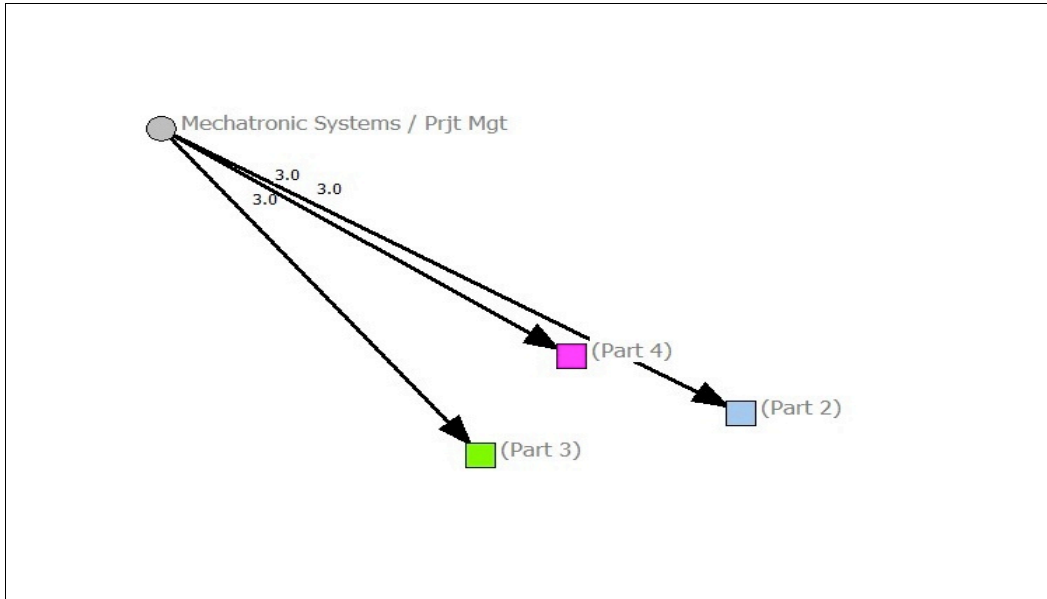 Mechatronic Systems / Prjt Mgt
3.0
3.0
3.0
(Part 4)
(Part 2)
(Part 3)